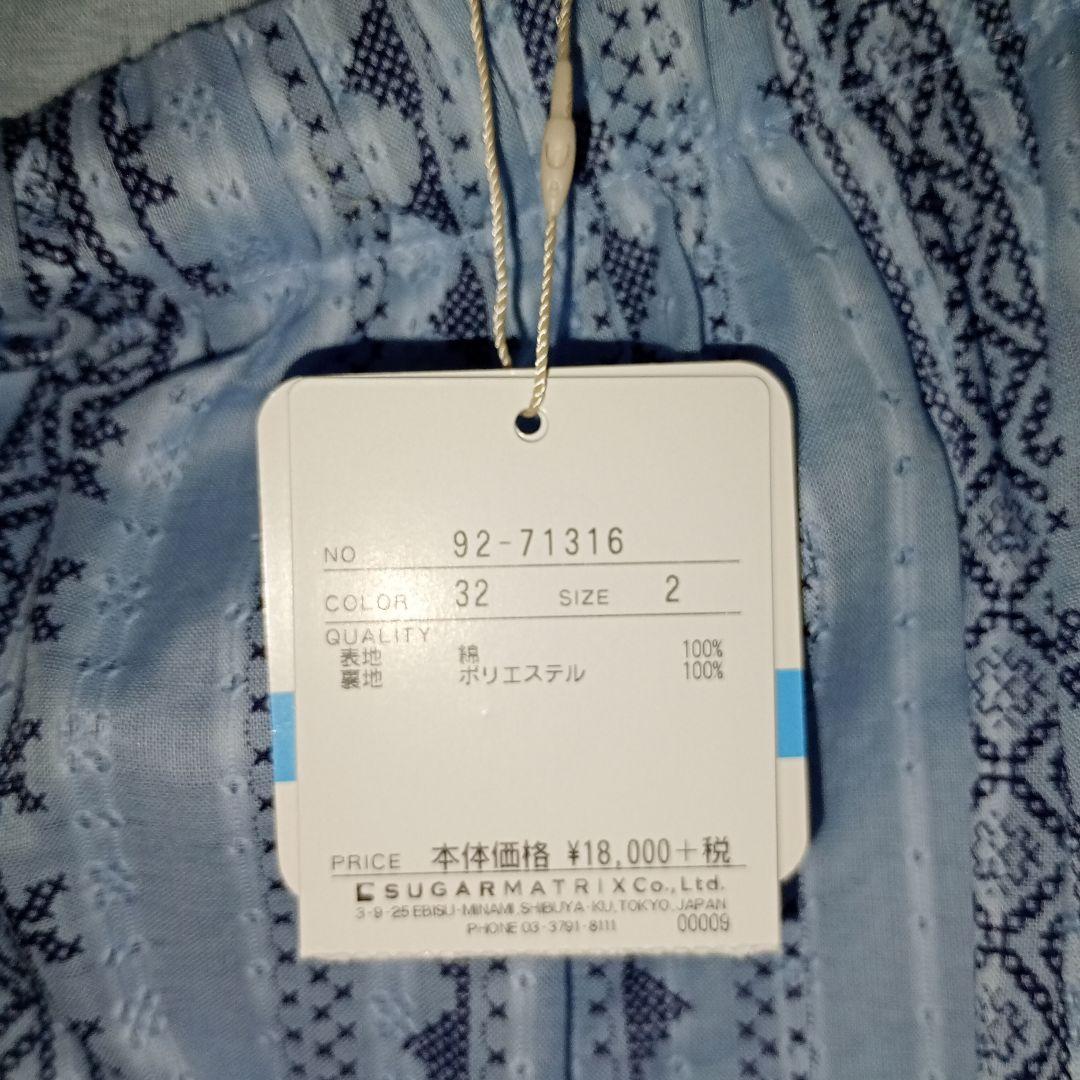 NO 92-71316
COLOR 32 SIZE 2
QUALITY
表地 綿 100%
裏地 ポリエステル 100%
PRICE 本体価格 ¥18,000+税
SUGARMATRIX Co., Ltd.
3-9-25 EBISU-MINAMI, SHIBUYA-KU, TOKYO, JAPAN
PHONE 03-3791-8111 00009